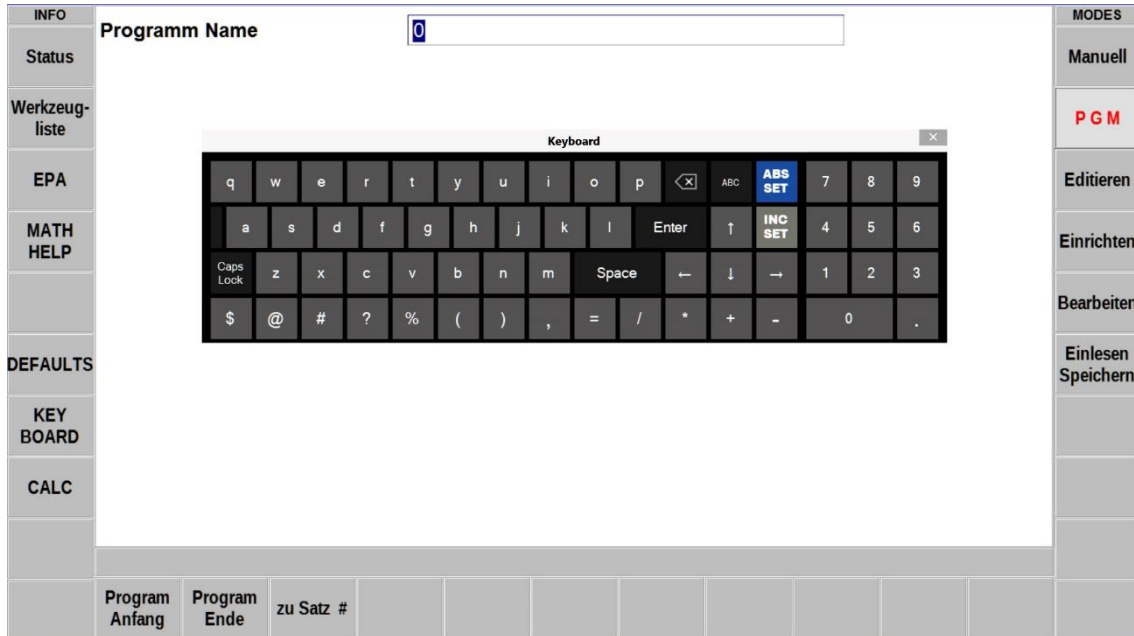 INFO
Status
Werkzeug-
liste
EPA
MATH
HELP
DEFAULTS
KEY
BOARD
CALC
Programm Name
0
Keyboard
q w e r t y u i o p ABC ABS SET 7 8 9
a s d f g h j k l Enter ↑ INC SET 4 5 6
Caps Lock z x c v b n m Space ← ↓ → 1 2 3
$ @ # ? % ( ) , = / * + - 0 .
Program Anfang
Program Ende
zu Satz #
MODES
Manuell
P G M
Editieren
Einrichten
Bearbeiten
Einlesen
Speichern